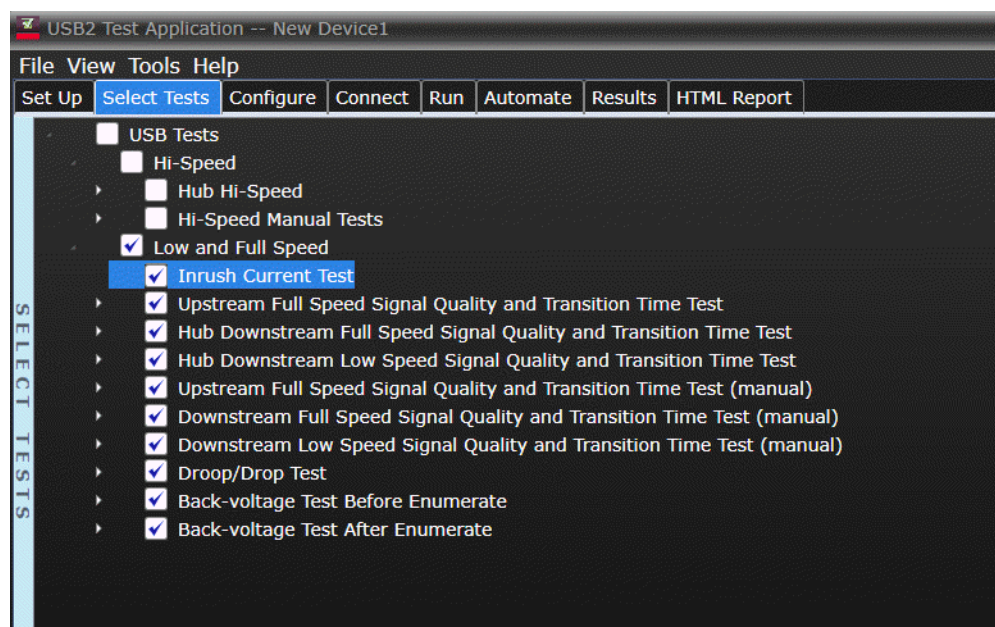 USB2 Test Application -- New Device1
File View Tools Help
Set Up Select Tests Configure Connect Run Automate Results HTML Report
USB Tests
Hi-Speed
Hub Hi-Speed
Hi-Speed Manual Tests
Low and Full Speed
Inrush Current Test
Upstream Full Speed Signal Quality and Transition Time Test
Hub Downstream Full Speed Signal Quality and Transition Time Test
Hub Downstream Low Speed Signal Quality and Transition Time Test
Upstream Full Speed Signal Quality and Transition Time Test (manual)
Downstream Full Speed Signal Quality and Transition Time Test (manual)
Downstream Low Speed Signal Quality and Transition Time Test (manual)
Droop/Drop Test
Back-voltage Test Before Enumerate
Back-voltage Test After Enumerate
SELECT TESTS